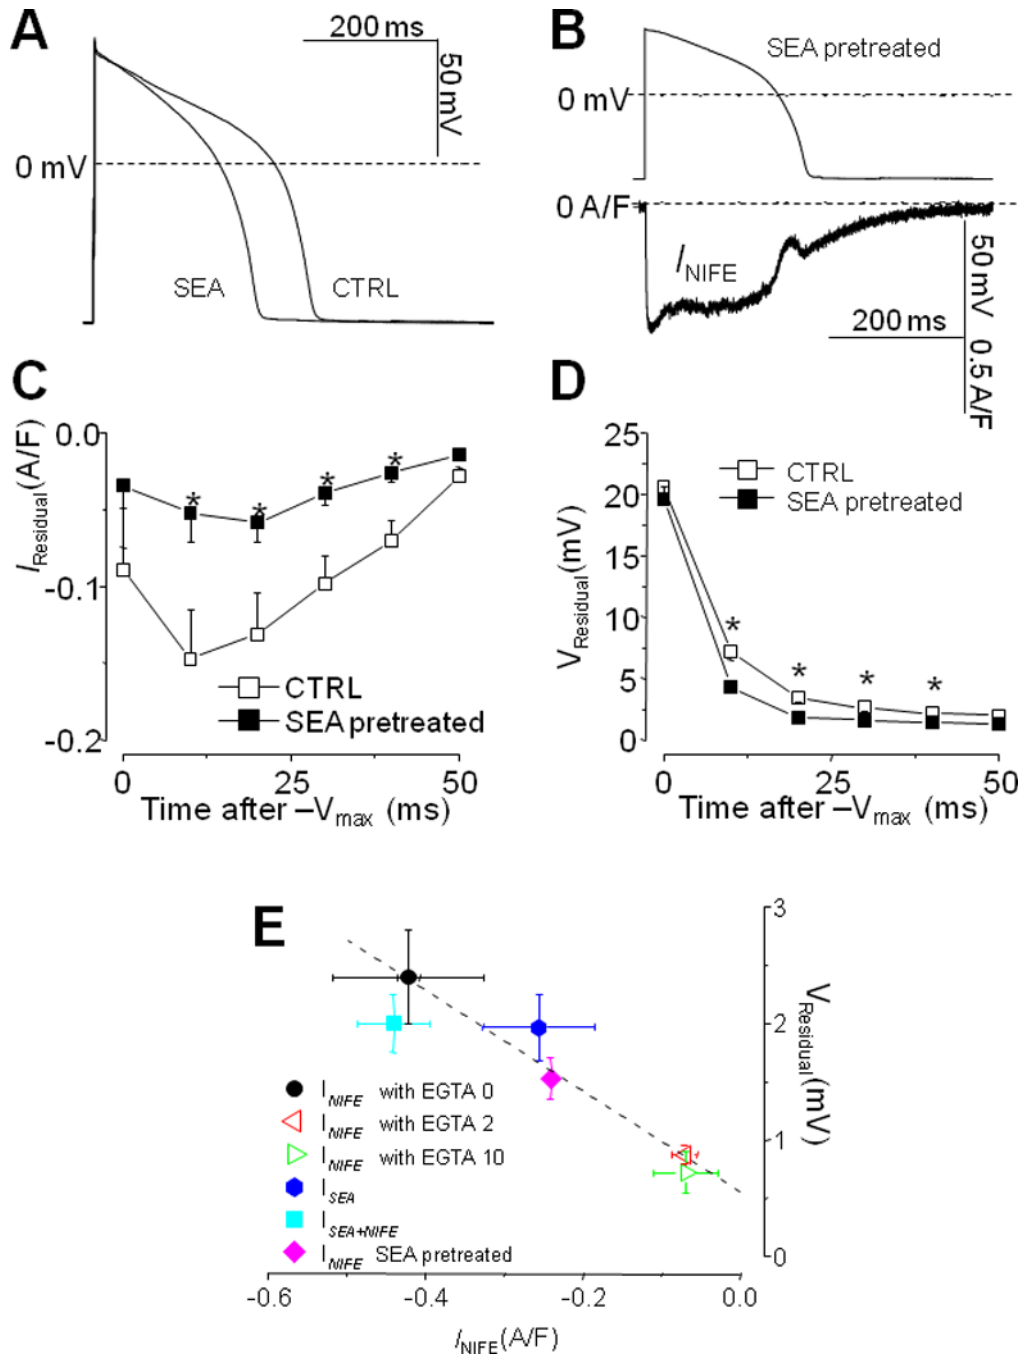 A
200 ms
50 mV
0 mV
SEA
CTRL
B
SEA pretreated
0 mV
0 A/F
I NIFE
200 ms
50 mV 0.5 A/F
C
I Residual (A/F)
0.0
-0.1
-0.2
CTRL
SEA pretreated
* * * *
0 25 50
Time after –V max (ms)
D
V Residual (mV)
25
20
15
10
5
0
CTRL
SEA pretreated
* * * *
0 25 50
Time after –V max (ms)
E
3
2
1
0
V Residual (mV)
I NIFE with EGTA 0
I NIFE with EGTA 2
I NIFE with EGTA 10
I SEA
I SEA+NIFE
I NIFE SEA pretreated
-0.6 -0.4 -0.2 0.0
I NIFE (A/F)